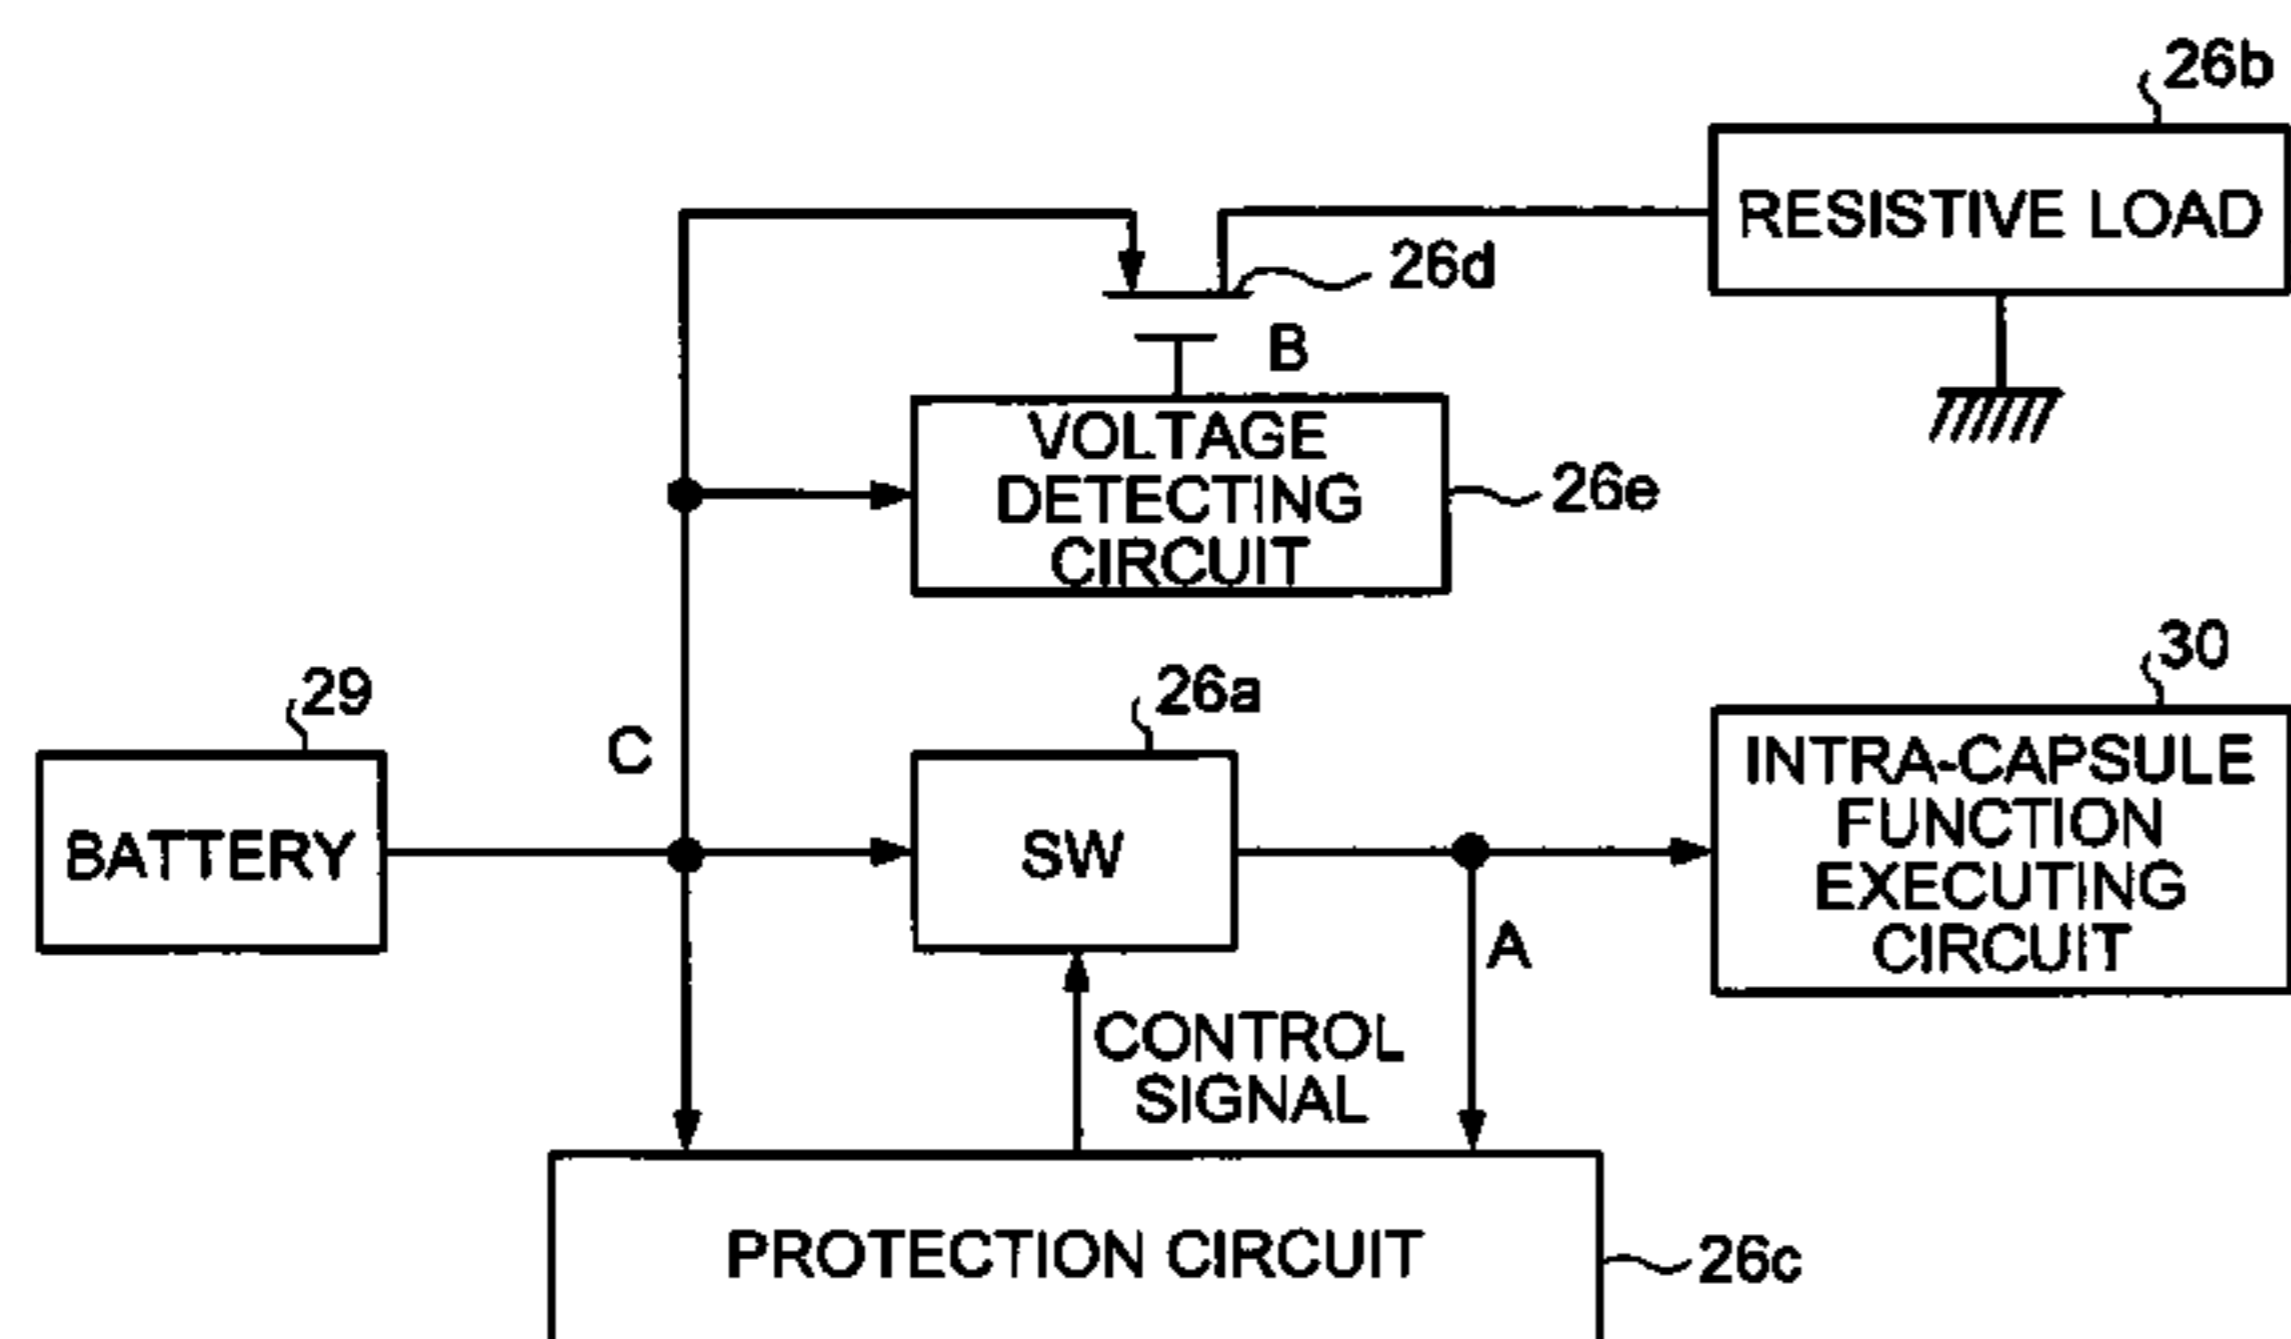 26b
RESISTIVE LOAD
26d
B
VOLTAGE
DETECTING
CIRCUIT
26e
29
C
26a
30
BATTERY
SW
INTRA-CAPSULE
FUNCTION
EXECUTING
CIRCUIT
A
CONTROL
SIGNAL
PROTECTION CIRCUIT
26c